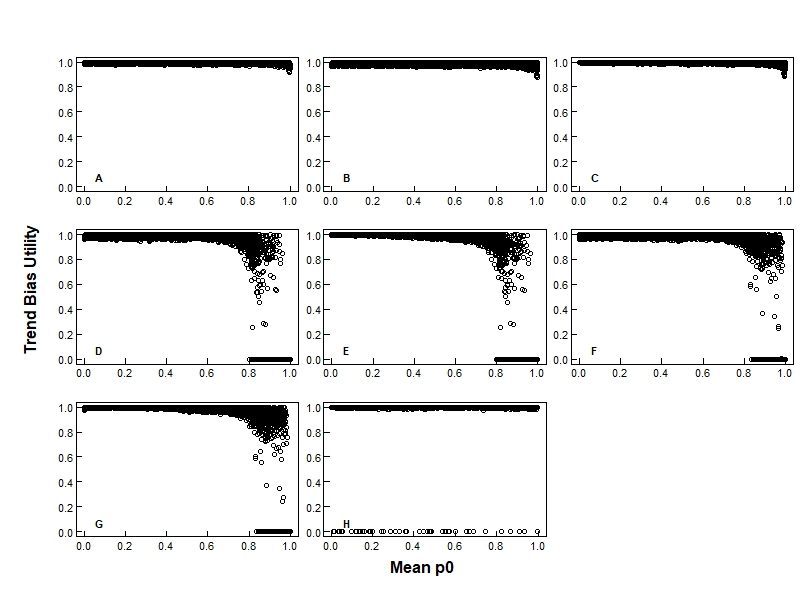 1.0 1.0 1.0
0.8 0.8 0.8
0.6 0.6 0.6
0.4 0.4 0.4
0.2 0.2 0.2
A B C
0.0 0.0 0.0
0.0 0.2 0.4 0.6 0.8 1.0 0.0 0.2 0.4 0.6 0.8 1.0 0.0 0.2 0.4 0.6 0.8 1.0
Trend Bias Utility
1.0 1.0 1.0
0.8 0.8 0.8
0.6 0.6 0.6
0.4 0.4 0.4
0.2 0.2 0.2
D E F
0.0 0.0 0.0
0.0 0.2 0.4 0.6 0.8 1.0 0.0 0.2 0.4 0.6 0.8 1.0 0.0 0.2 0.4 0.6 0.8 1.0
1.0 1.0
0.8 0.8
0.6 0.6
0.4 0.4
0.2 0.2
G H
0.0 0.0
0.0 0.2 0.4 0.6 0.8 1.0 0.0 0.2 0.4 0.6 0.8 1.0
Mean p0